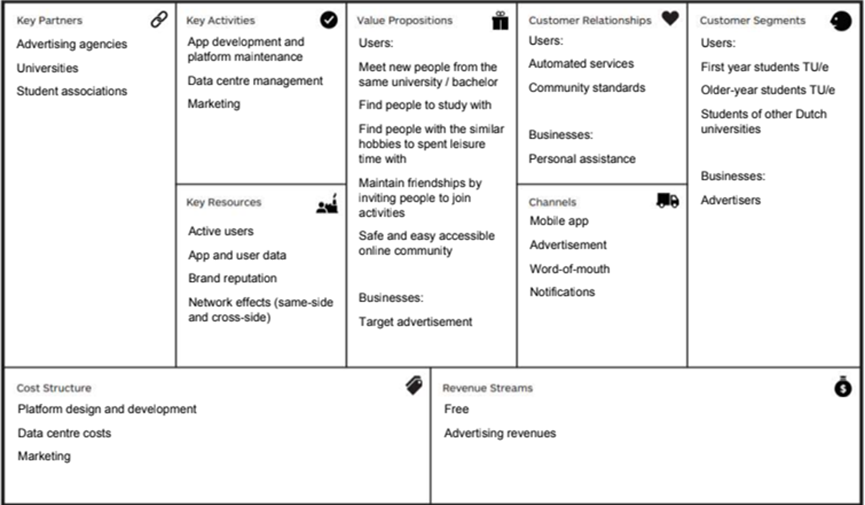 Key Partners
Advertising agencies
Universities
Student associations
Key Activities
App development and
platform maintenance
Data centre management
Marketing
Key Resources
Active users
App and user data
Brand reputation
Network effects (same-side
and cross-side)
Value Propositions
Users:
Meet new people from the
same university / bachelor
Find people to study with
Find people with the similar
hobbies to spent leisure
time with
Maintain friendships by
inviting people to join
activities
Safe and easy accessible
online community
Businesses:
Target advertisement
Customer Relationships
Users:
Automated services
Community standards
Businesses:
Personal assistance
Channels
Mobile app
Advertisement
Word-of-mouth
Notifications
Customer Segments
Users:
First year students TU/e
Older-year students TU/e
Students of other Dutch
universities
Businesses:
Advertisers
Cost Structure
Platform design and development
Data centre costs
Marketing
Revenue Streams
$
Free
Advertising revenues